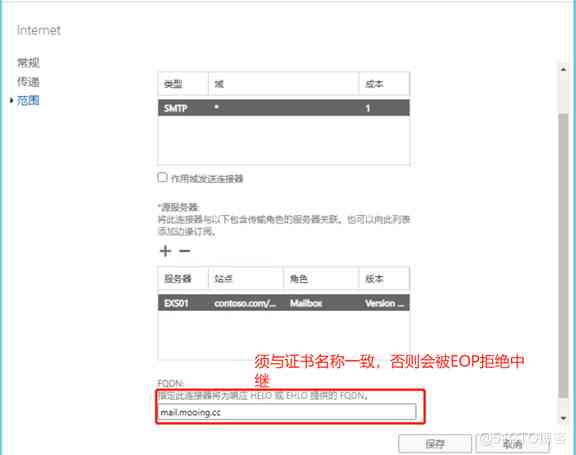 Internet
常规
传递
范围
类型 域 成本
SMTP * 1
作用域发送连接器
*源服务器:
将此连接器与以下包含传输角色的服务器关联。也可以向此列表
添加边缘订阅。
服务器 站点 角色 版本
EXS01 contoso.com/... Mailbox Version ...
须与证书名称一致，否则会被EOP拒绝中
继
FQDN:
指定此连接器将为响应 HELO 或 EHLO 提供的 FQDN。
mail.mooing.cc
保存 取消
@51CTO博客